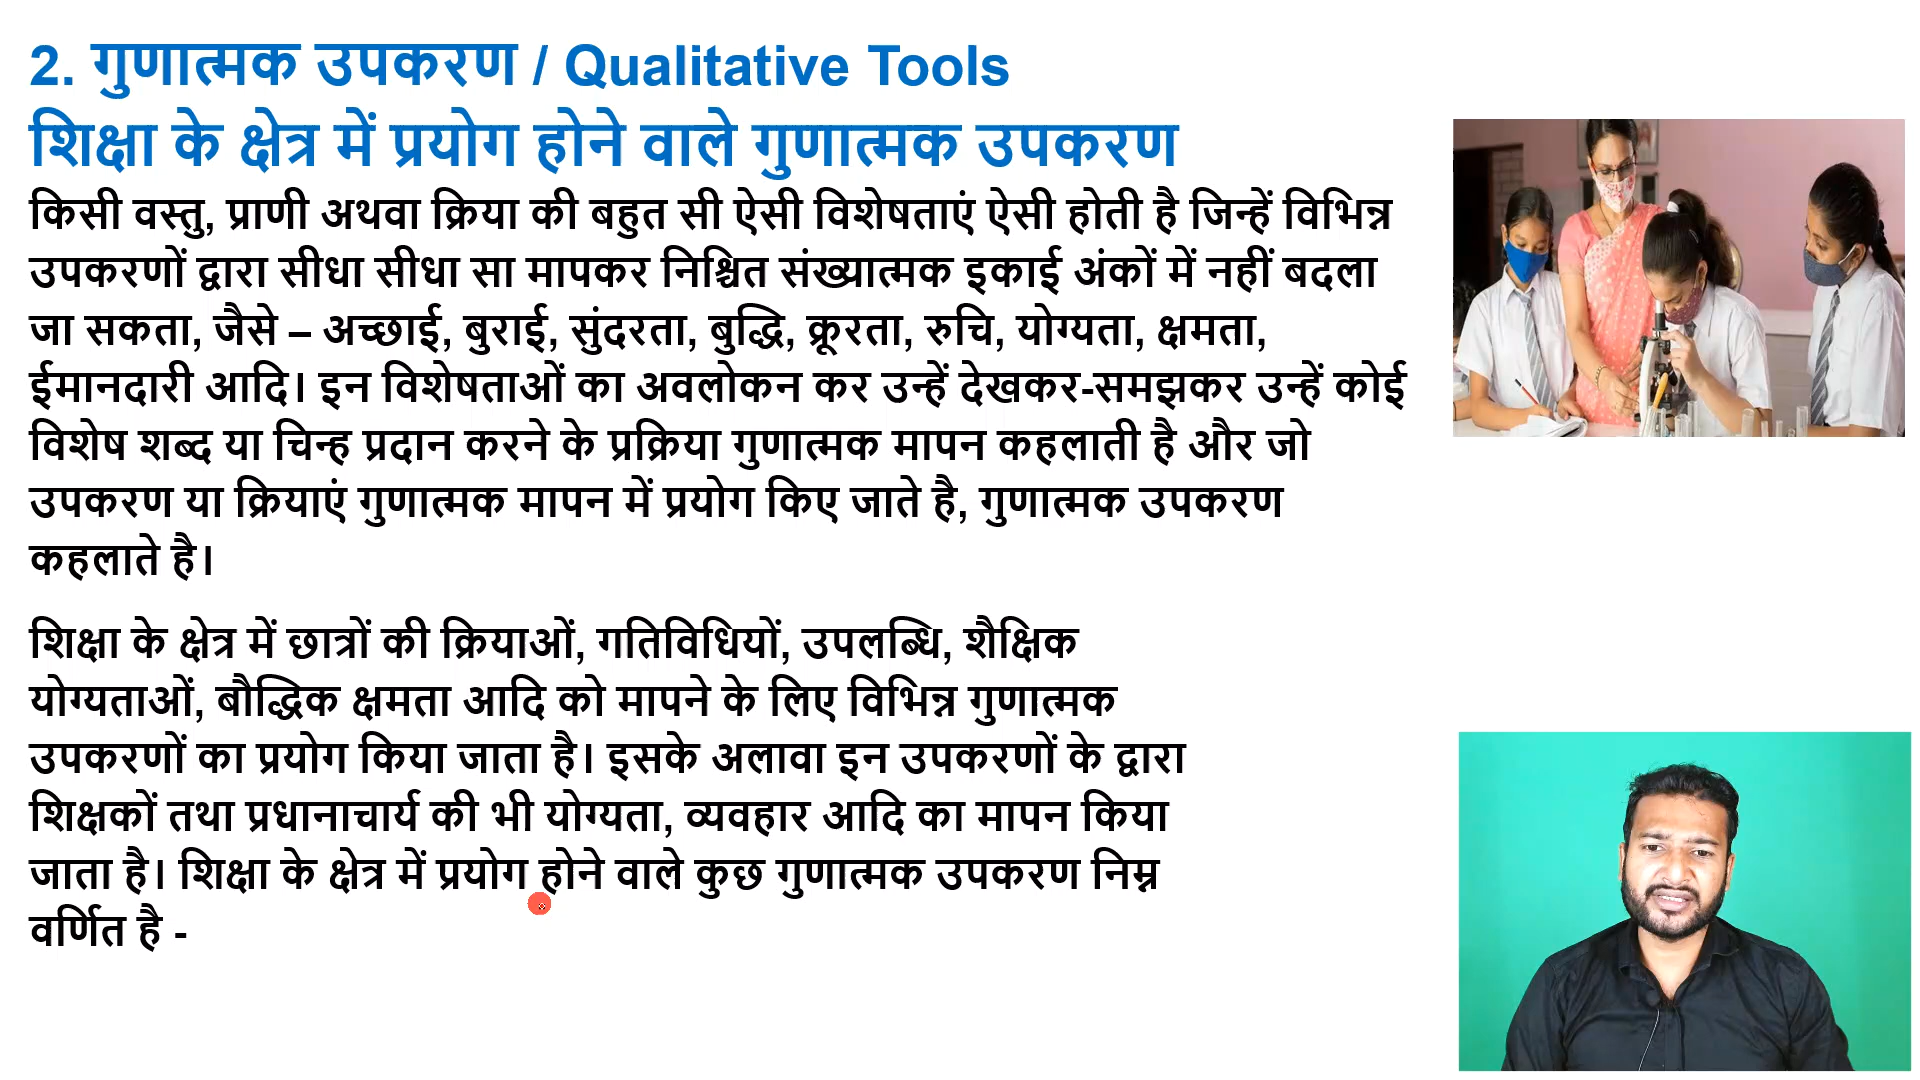 2. गुणात्मक उपकरण / Qualitative Tools
शिक्षा के क्षेत्र में प्रयोग होने वाले गुणात्मक उपकरण
किसी वस्तु, प्राणी अथवा क्रिया की बहुत सी ऐसी विशेषताएं ऐसी होती है जिन्हें विभिन्न
उपकरणों द्वारा सीधा सीधा सा मापकर निश्चित संख्यात्मक इकाई अंकों में नहीं बदला
जा सकता, जैसे – अच्छाई, बुराई, सुंदरता, बुद्धि, क्रूरता, रुचि, योग्यता, क्षमता,
ईमानदारी आदि। इन विशेषताओं का अवलोकन कर उन्हें देखकर-समझकर उन्हें कोई
विशेष शब्द या चिन्ह प्रदान करने के प्रक्रिया गुणात्मक मापन कहलाती है और जो
उपकरण या क्रियाएं गुणात्मक मापन में प्रयोग किए जाते है, गुणात्मक उपकरण
कहलाते है।
शिक्षा के क्षेत्र में छात्रों की क्रियाओं, गतिविधियों, उपलब्धि, शैक्षिक
योग्यताओं, बौद्धिक क्षमता आदि को मापने के लिए विभिन्न गुणात्मक
उपकरणों का प्रयोग किया जाता है। इसके अलावा इन उपकरणों के द्वारा
शिक्षकों तथा प्रधानाचार्य की भी योग्यता, व्यवहार आदि का मापन किया
जाता है। शिक्षा के क्षेत्र में प्रयोग होने वाले कुछ गुणात्मक उपकरण निम्न
वर्णित है -